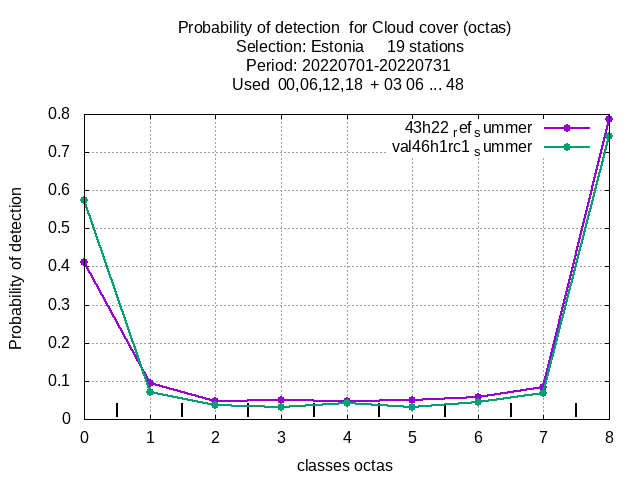 Probability of detection  for Cloud cover (octas)
Selection: Estonia     19 stations
Period: 20220701-20220731
Used  00,06,12,18  + 03 06 ... 48
43h22_ref_summer
val46h1rc1_summer
0.8
0.7
0.6
0.5
0.4
0.3
0.2
0.1
0
Probability of detection
0 1 2 3 4 5 6 7 8
classes octas